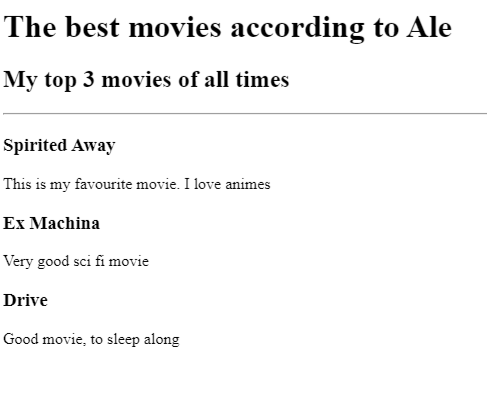 The best movies according to Ale
My top 3 movies of all times
Spirited Away
This is my favourite movie. I love animes
Ex Machina
Very good sci fi movie
Drive
Good movie, to sleep along